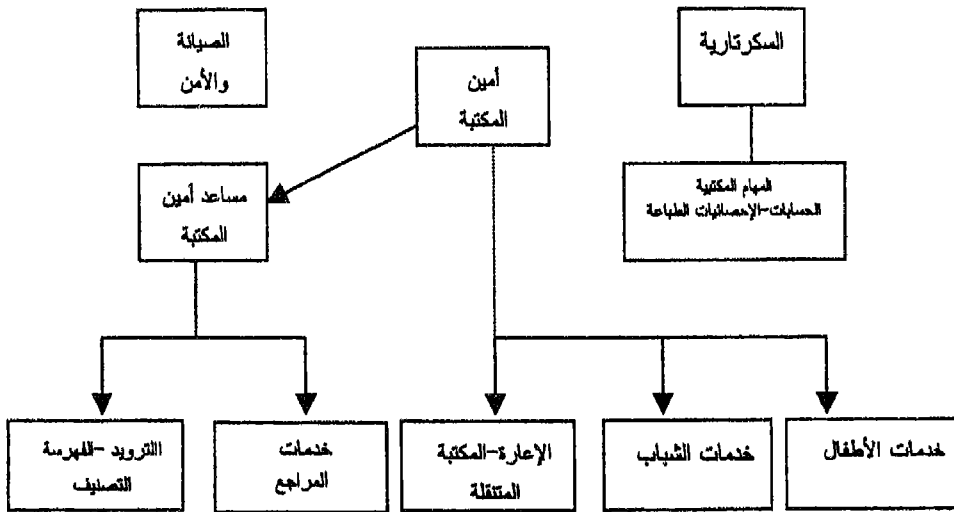 السكرتارية
أمين
المكتبة
الصيانة
والأمن
المهام المكتبية
الحسابات-الإحصائيات الطباعة
مساعد أمين
المكتبة
خدمات الأطفال
خدمات الشباب
الإعارة-المكتبة
المتنقلة
خدمات
المراجع
التزويد-الفهرسة
التصنيف